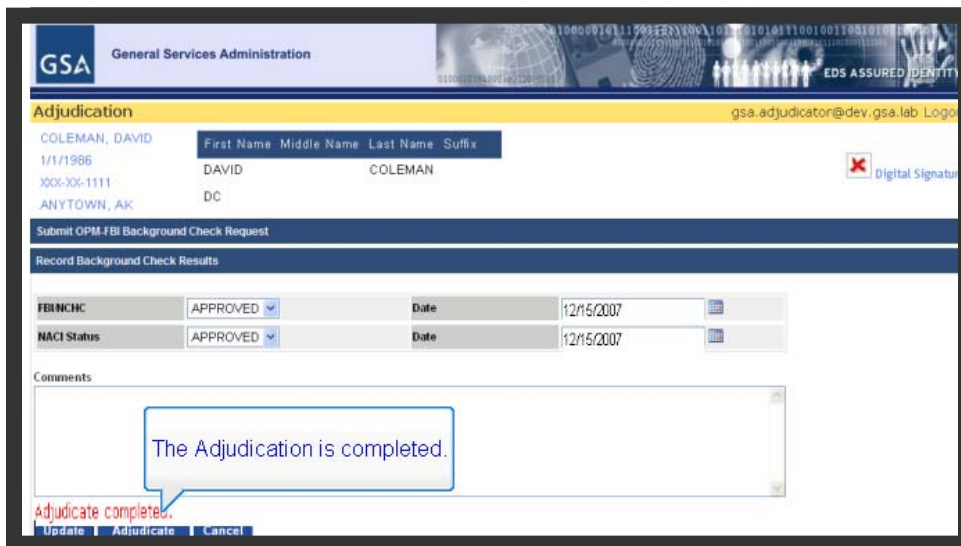 GSA General Services Administration
EDS ASSURED IDENTITY
Adjudication gsa.adjudicator@dev.gsa.lab Logo
COLEMAN, DAVID
1/1/1986
XXX-XX-1111
ANYTOWN, AK
First Name Middle Name Last Name Suffix
DAVID COLEMAN
DC
Digital Signatur
Submit OPM-FBI Background Check Request
Record Background Check Results
FBI/NCHC APPROVED Date 12/15/2007
NACI Status APPROVED Date 12/15/2007
Comments
The Adjudication is completed.
Adjudicate completed.
Update Adjudicate Cancel